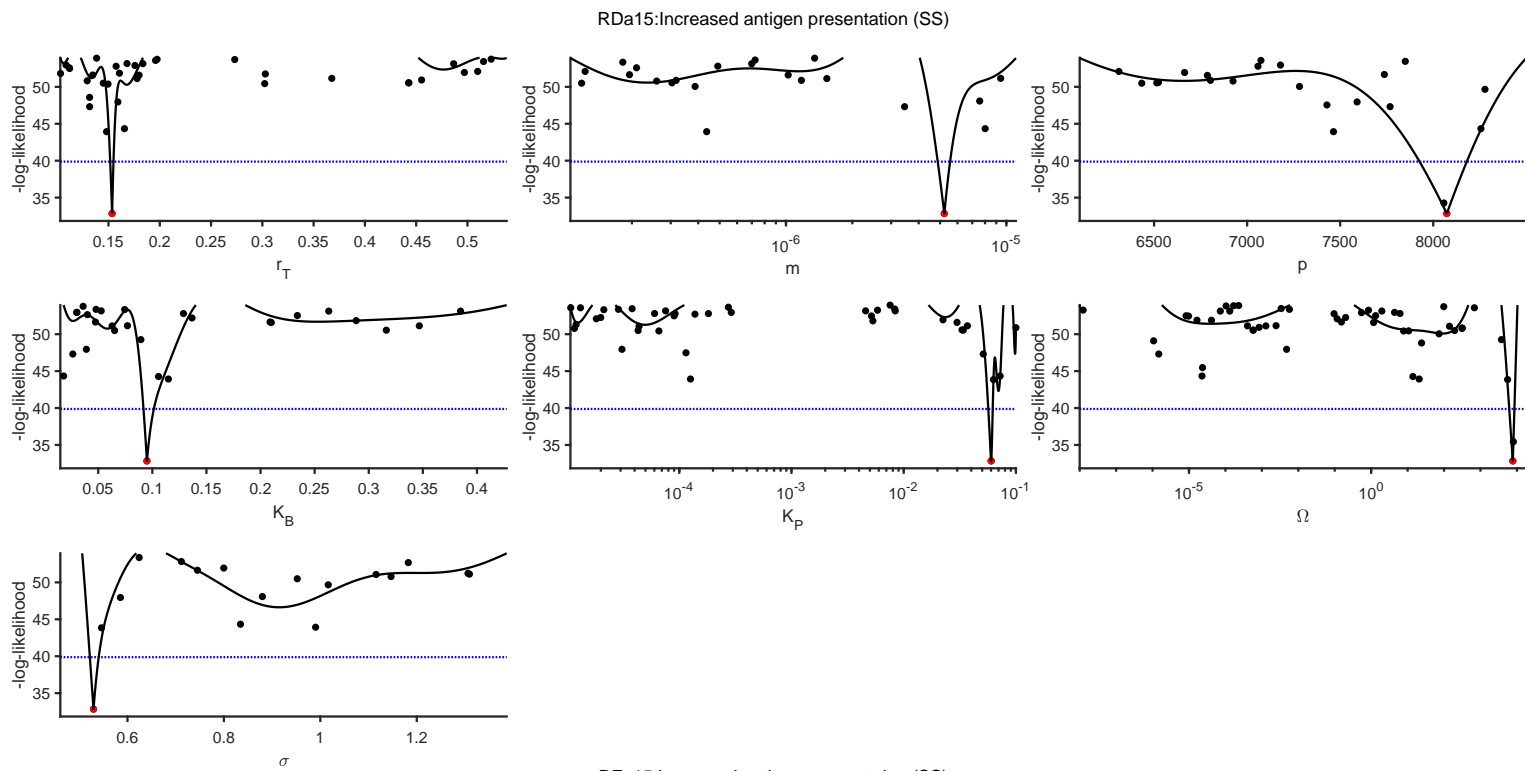 RDa15:Increased antigen presentation (SS)
-log-likelihood
50
45
40
35
0.15 0.2 0.25 0.3 0.35 0.4 0.45 0.5
r_T
-log-likelihood
50
45
40
35
10^-6 10^-5
m
-log-likelihood
50
45
40
35
6500 7000 7500 8000
p
-log-likelihood
50
45
40
35
0.05 0.1 0.15 0.2 0.25 0.3 0.35 0.4
K_B
-log-likelihood
50
45
40
35
10^-4 10^-3 10^-2 10^-1
K_P
-log-likelihood
50
45
40
35
10^-5 10^0
Ω
-log-likelihood
50
45
40
35
0.6 0.8 1 1.2
σ